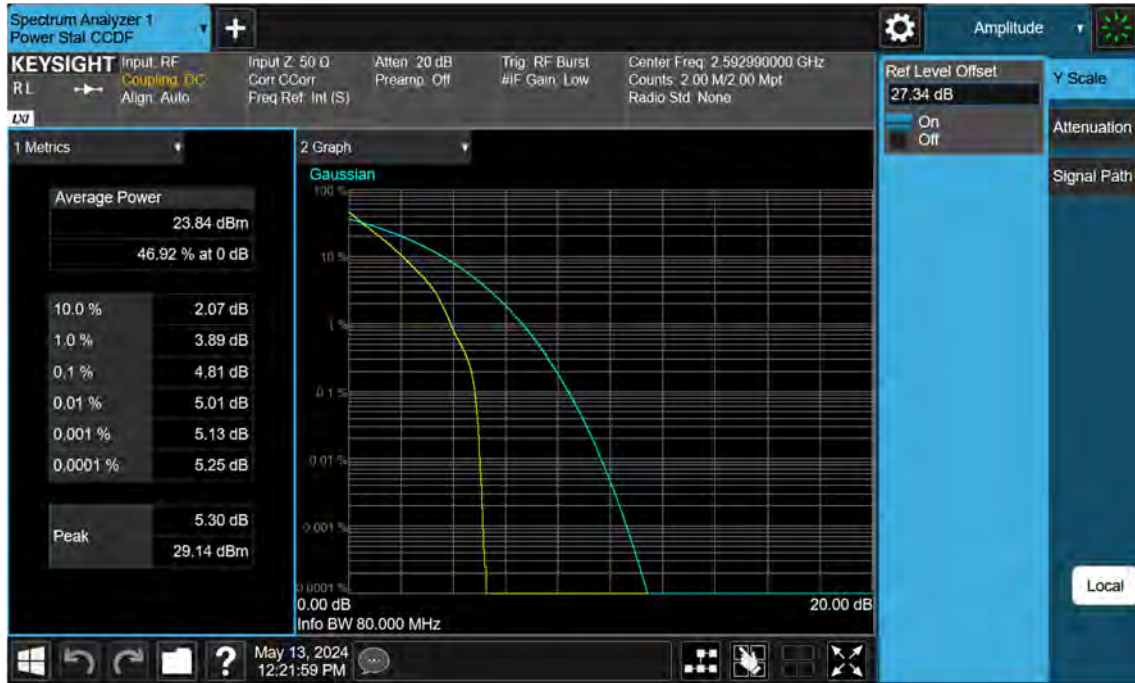 Spectrum Analyzer 1
Power Stat CCDF
+
Amplitude
KEYSIGHT
RL
LXI
Input: RF
Coupling: DC
Align: Auto
Input Z: 50 Ω
Corr CCorr
Freq Ref: Int (S)
Atten: 20 dB
Preamp: Off
Trig: RF Burst
#IF Gain: Low
Center Freq: 2.592990000 GHz
Counts: 2.00 M/2.00 Mpt
Radio Std: None
Ref Level Offset
27.34 dB
On
Off
Y Scale
Attenuation
Signal Path
1 Metrics
Average Power
23.84 dBm
46.92 % at 0 dB
10.0 % 2.07 dB
1.0 % 3.89 dB
0.1 % 4.81 dB
0.01 % 5.01 dB
0.001 % 5.13 dB
0.0001 % 5.25 dB
Peak
5.30 dB
29.14 dBm
2 Graph
Gaussian
100 %
10 %
1 %
0.1 %
0.01 %
0.001 %
0.0001 %
0.00 dB
20.00 dB
Info BW 80.000 MHz
Local
?
May 13, 2024
12:21:59 PM